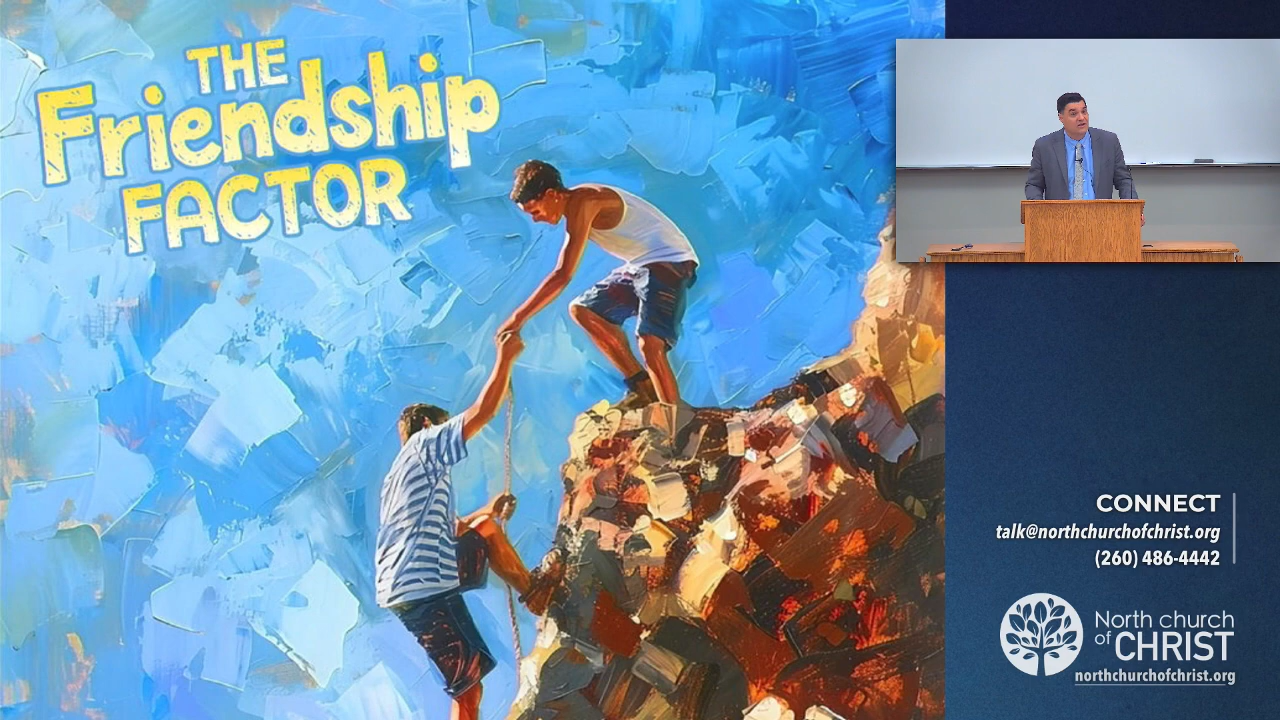 THE
Friendship
FACTOR
CONNECT
talk@northchurchofchrist.org
(260) 486-4442
North church
of CHRIST
northchurchofchrist.org